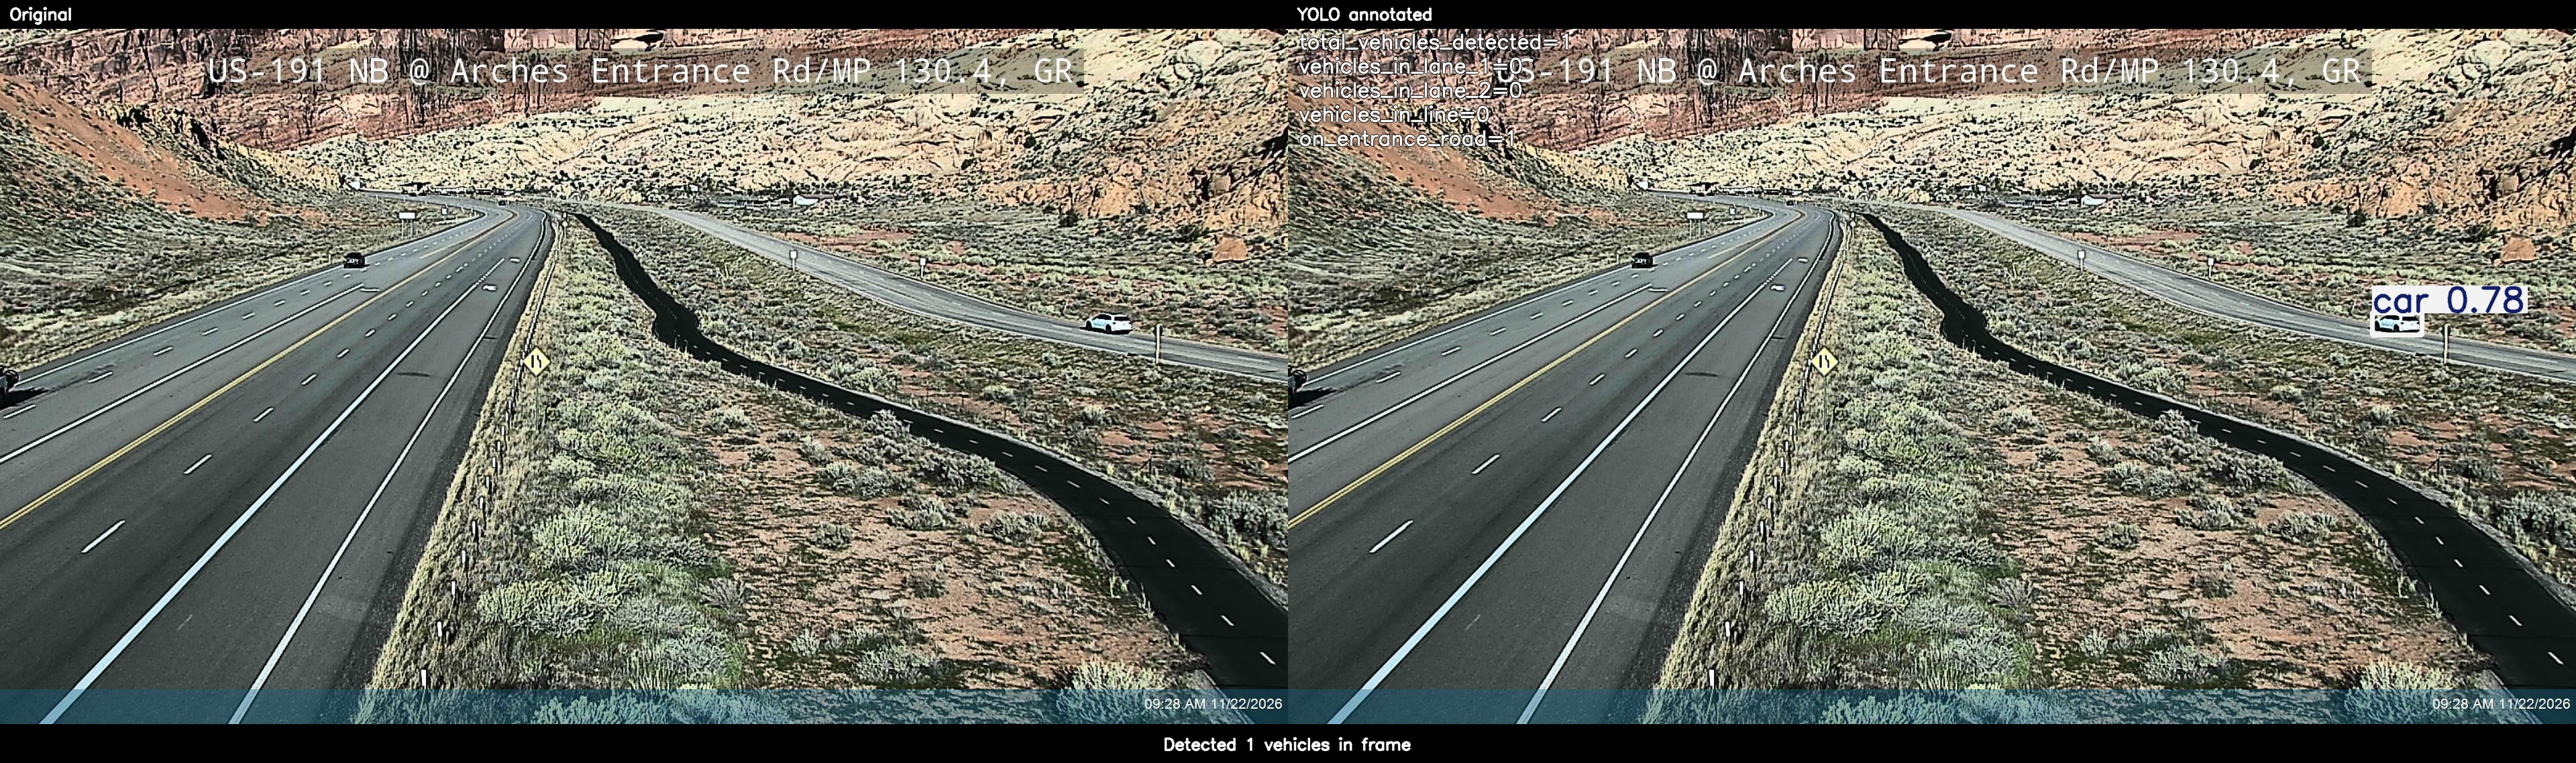 Original
US-191 NB @ Arches Entrance Rd/MP 130.4, GR
09:28 AM 11/22/2026
YOLO annotated
total_vehicles_detected=1
vehicles_in_lane_1=0
US-191 NB @ Arches Entrance Rd/MP 130.4, GR
vehicles_in_lane_2=0
vehicles_in_line=0
on_entrance_road=1
car 0.78
09:28 AM 11/22/2026
Detected 1 vehicles in frame